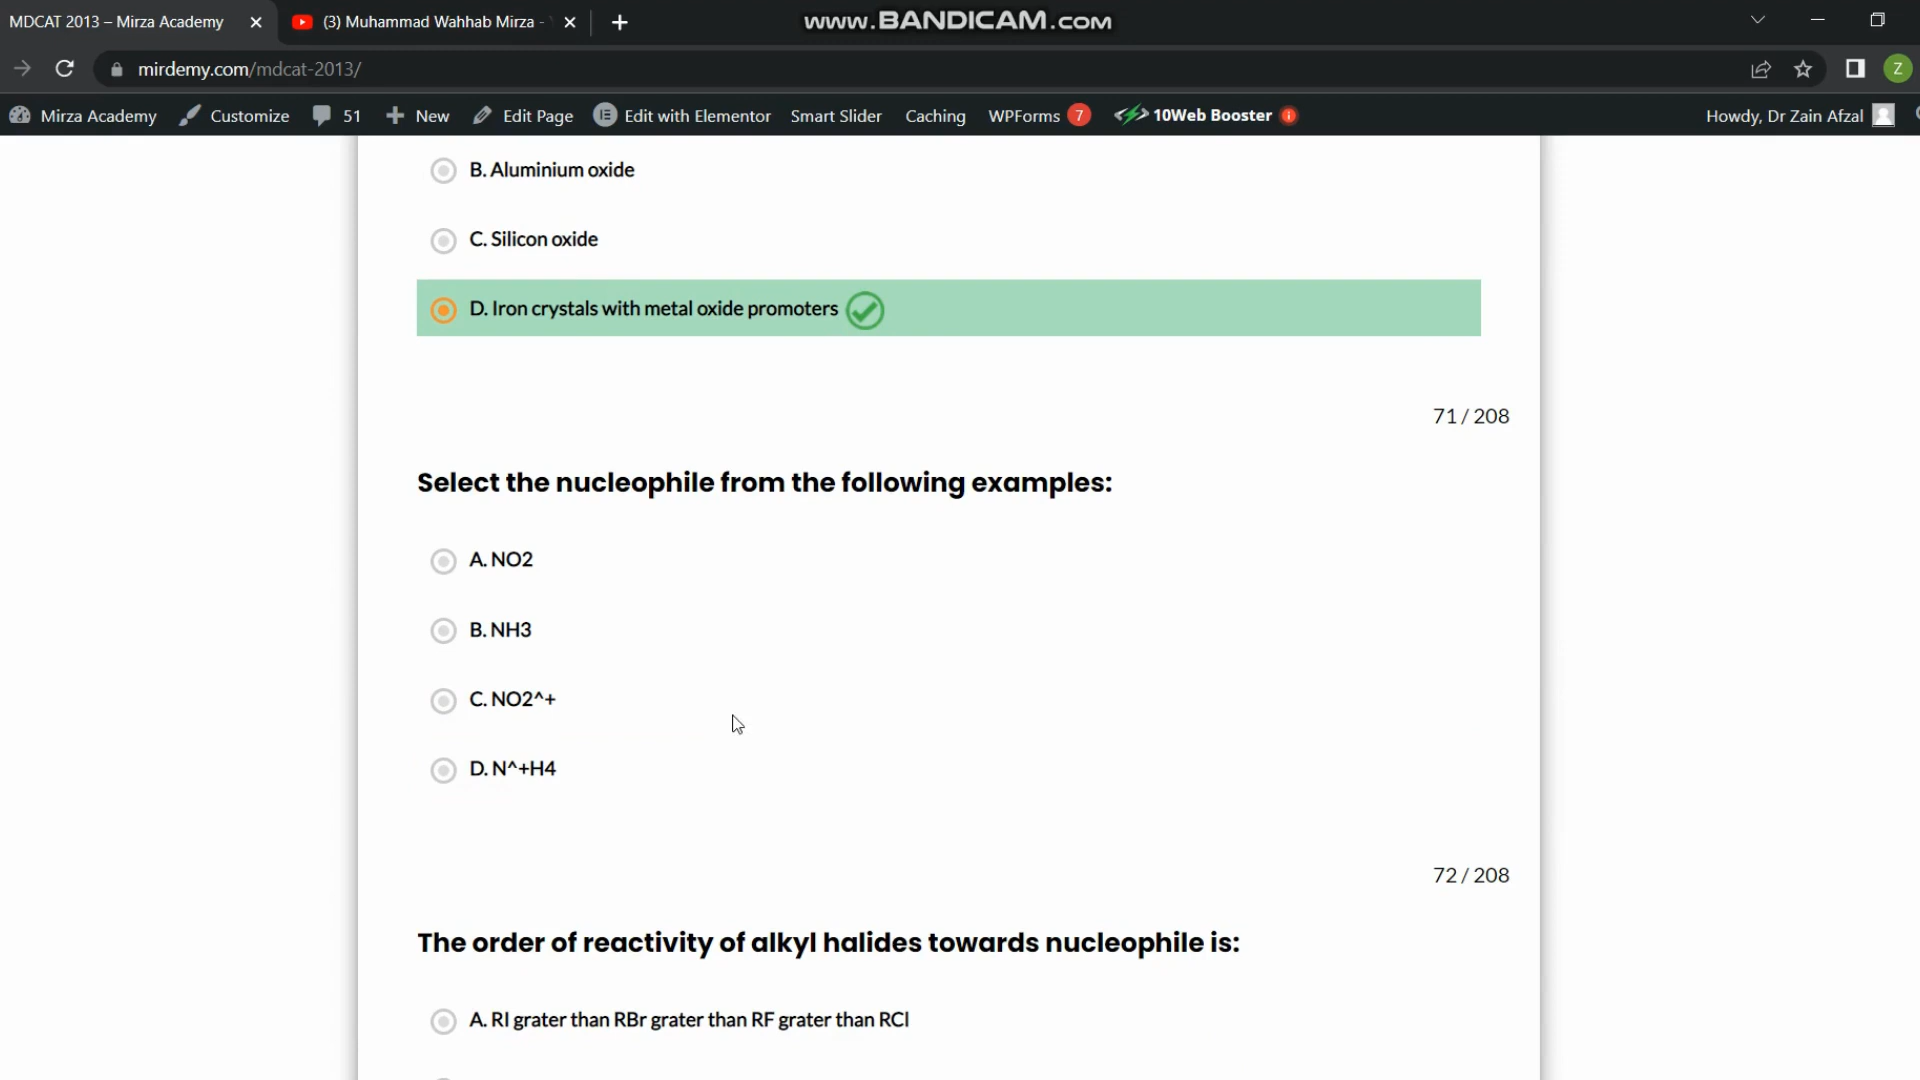 MDCAT 2013 – Mirza Academy
(3) Muhammad Wahhab Mirza -
www.BANDICAM.com
mirdemy.com/mdcat-2013/
Z
Mirza Academy
Customize
51
New
Edit Page
Edit with Elementor
Smart Slider
Caching
WPForms 7
10Web Booster
Howdy, Dr Zain Afzal
B. Aluminium oxide
C. Silicon oxide
D. Iron crystals with metal oxide promoters
71 / 208
Select the nucleophile from the following examples:
A. NO2
B. NH3
C. NO2^+
D. N^+H4
72 / 208
The order of reactivity of alkyl halides towards nucleophile is:
A. RI grater than RBr grater than RF grater than RCl